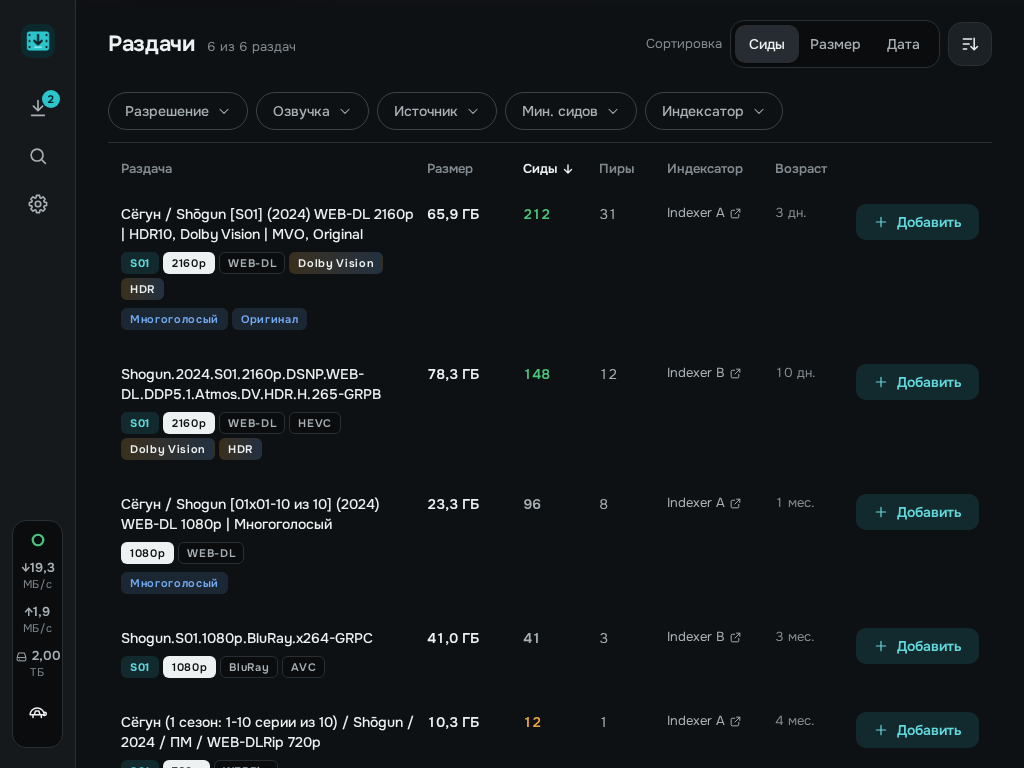 Раздачи
6 из 6 раздач
Сортировка
Сиды
Размер
Дата
2
Разрешение
Озвучка
Источник
Мин. сидов
Индексатор
Раздача
Размер
Сиды
Пиры
Индексатор
Возраст
Сёгун / Shōgun [S01] (2024) WEB-DL 2160p
| HDR10, Dolby Vision | MVO, Original
65,9 ГБ
212
31
Indexer A
3 дн.
Добавить
S01
2160p
WEB-DL
Dolby Vision
HDR
Многоголосый
Оригинал
Shogun.2024.S01.2160p.DSNP.WEB-
DL.DDP5.1.Atmos.DV.HDR.H.265-GRPB
78,3 ГБ
148
12
Indexer B
10 дн.
Добавить
S01
2160p
WEB-DL
HEVC
Dolby Vision
HDR
Сёгун / Shogun [01x01-10 из 10] (2024)
WEB-DL 1080p | Многоголосый
23,3 ГБ
96
8
Indexer A
1 мес.
Добавить
1080p
WEB-DL
Многоголосый
Shogun.S01.1080p.BluRay.x264-GRPC
41,0 ГБ
41
3
Indexer B
3 мес.
Добавить
S01
1080p
BluRay
AVC
Сёгун (1 сезон: 1-10 серии из 10) / Shōgun /
2024 / ПМ / WEB-DLRip 720p
10,3 ГБ
12
1
Indexer A
4 мес.
Добавить
19,3
МБ/с
1,9
МБ/с
2,00
ТБ